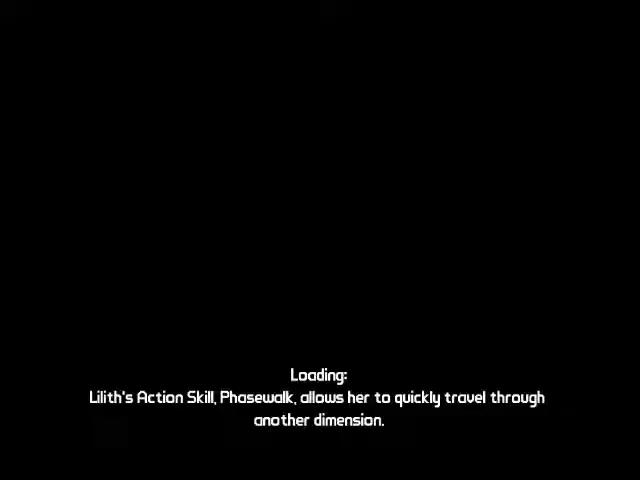 Loading:
Lilith's Action Skill, Phasewalk, allows her to quickly travel through
another dimension.